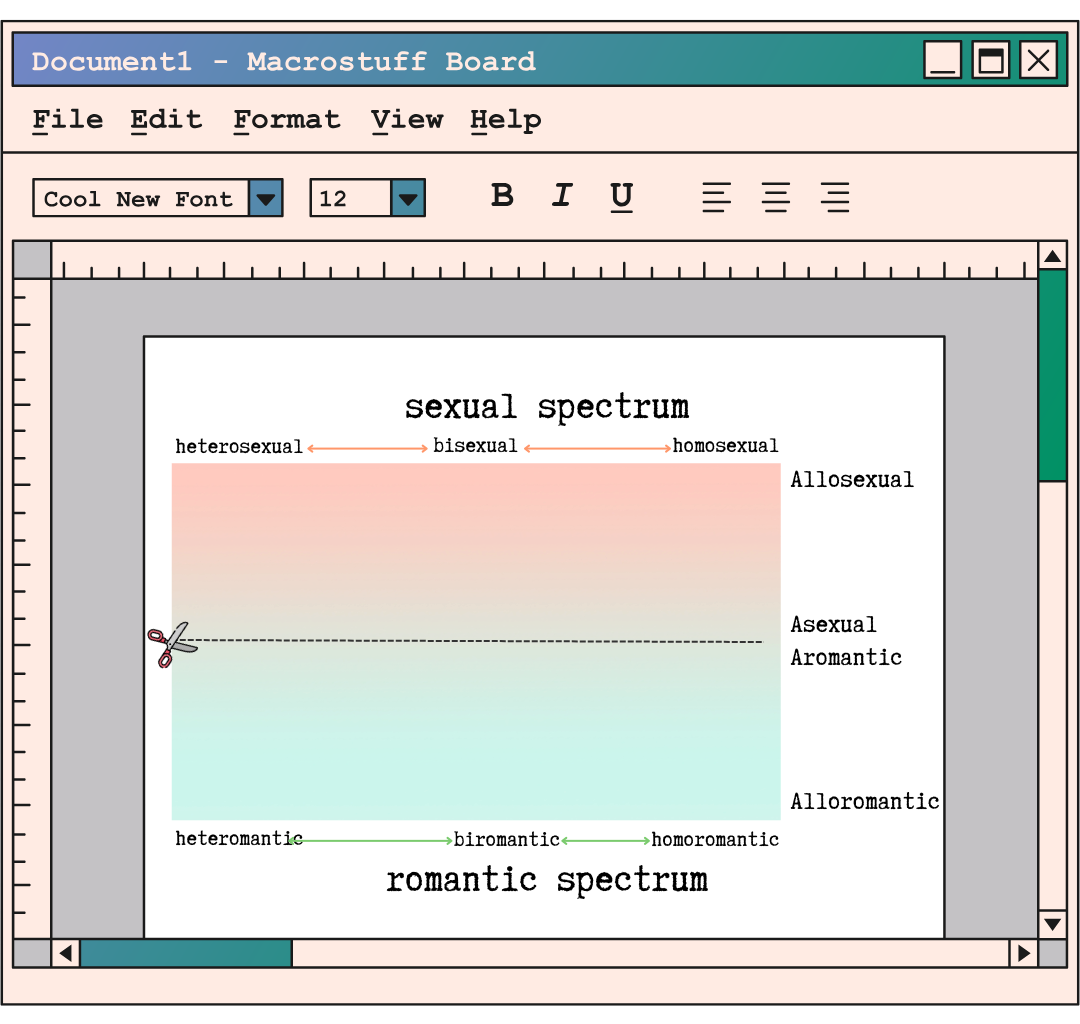 Document1 - Macrostuff Board
File Edit Format View Help
Cool New Font 12 B I U
sexual spectrum
heterosexual bisexual homosexual
Allosexual
Asexual
Aromantic
Alloromantic
heteromantic biromantic homoromantic
romantic spectrum